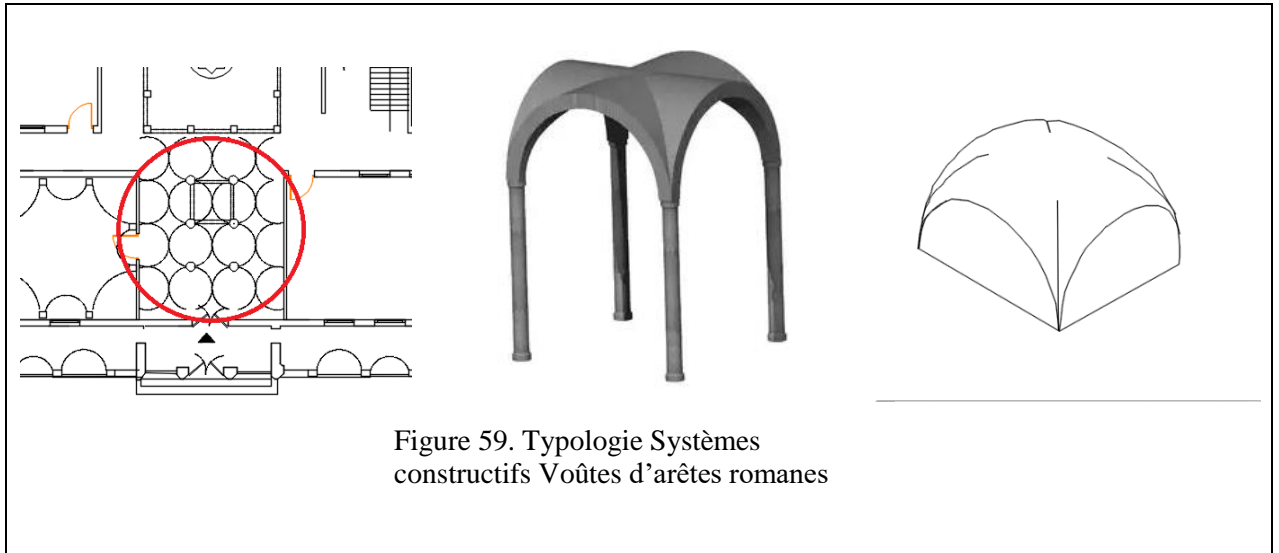 Figure 59. Typologie Systèmes
constructifs Voûtes d’arêtes romanes